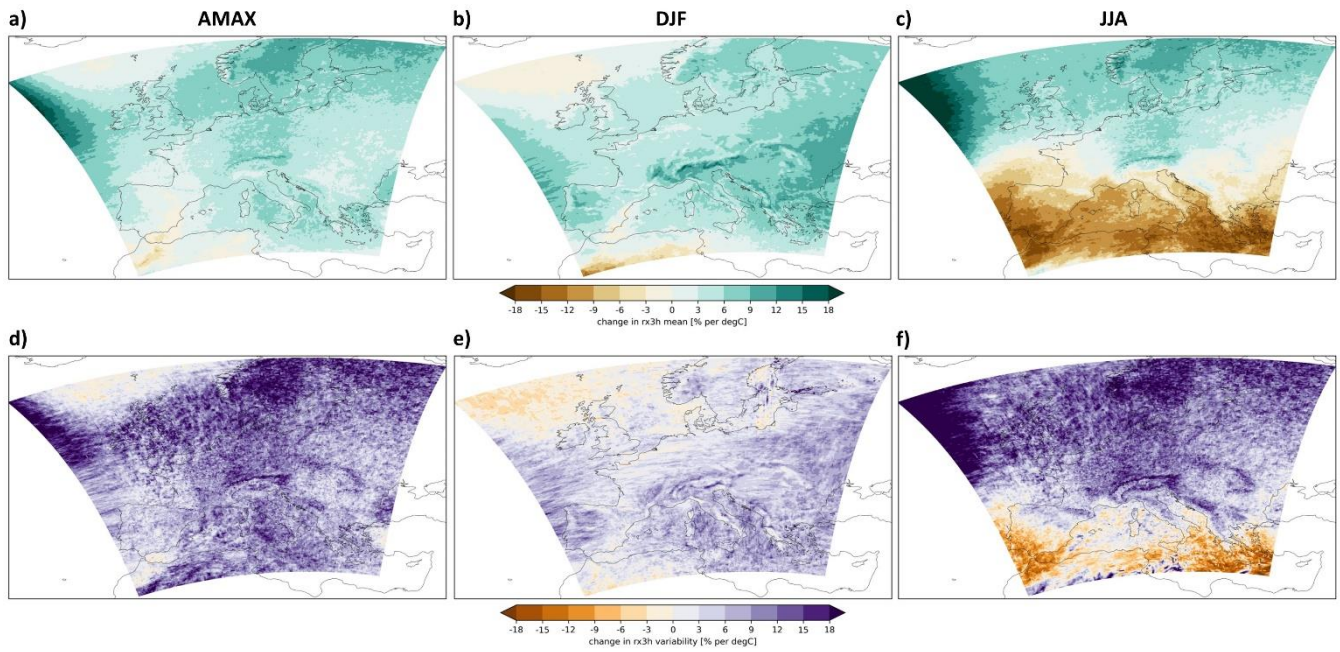 a) AMAX b) DJF c) JJA
-18 -15 -12 -9 -6 -3 0 3 6 9 12 15 18
change in rx3h mean [% per degC]
d) e) f)
-18 -15 -12 -9 -6 -3 0 3 6 9 12 15 18
change in rx3h variability [% per degC]